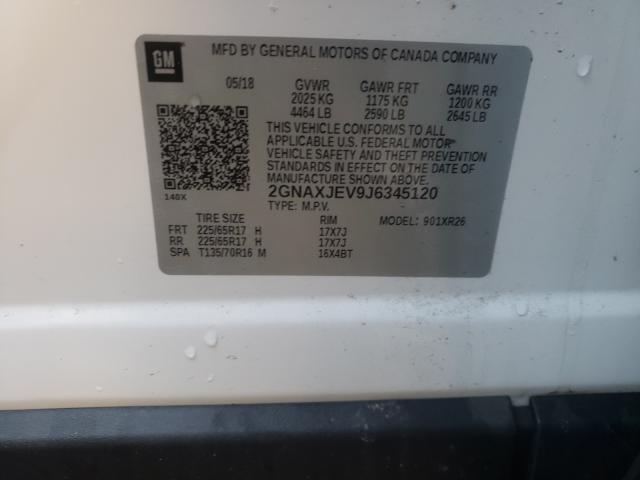 GM
MFD BY GENERAL MOTORS OF CANADA COMPANY
05/18 GVWR GAWR FRT GAWR RR
2025 KG 1175 KG 1200 KG
4464 LB 2590 LB 2645 LB
THIS VEHICLE CONFORMS TO ALL
APPLICABLE U.S. FEDERAL MOTOR
VEHICLE SAFETY AND THEFT PREVENTION
STANDARDS IN EFFECT ON THE DATE OF
MANUFACTURE SHOWN ABOVE.
2GNAXJEV9J6345120
TYPE: M.P.V.
140X
TIRE SIZE RIM MODEL: 901XR26
FRT 225/65R17 H 17X7J
RR 225/65R17 H 17X7J
SPA T135/70R16 M 16X4BT